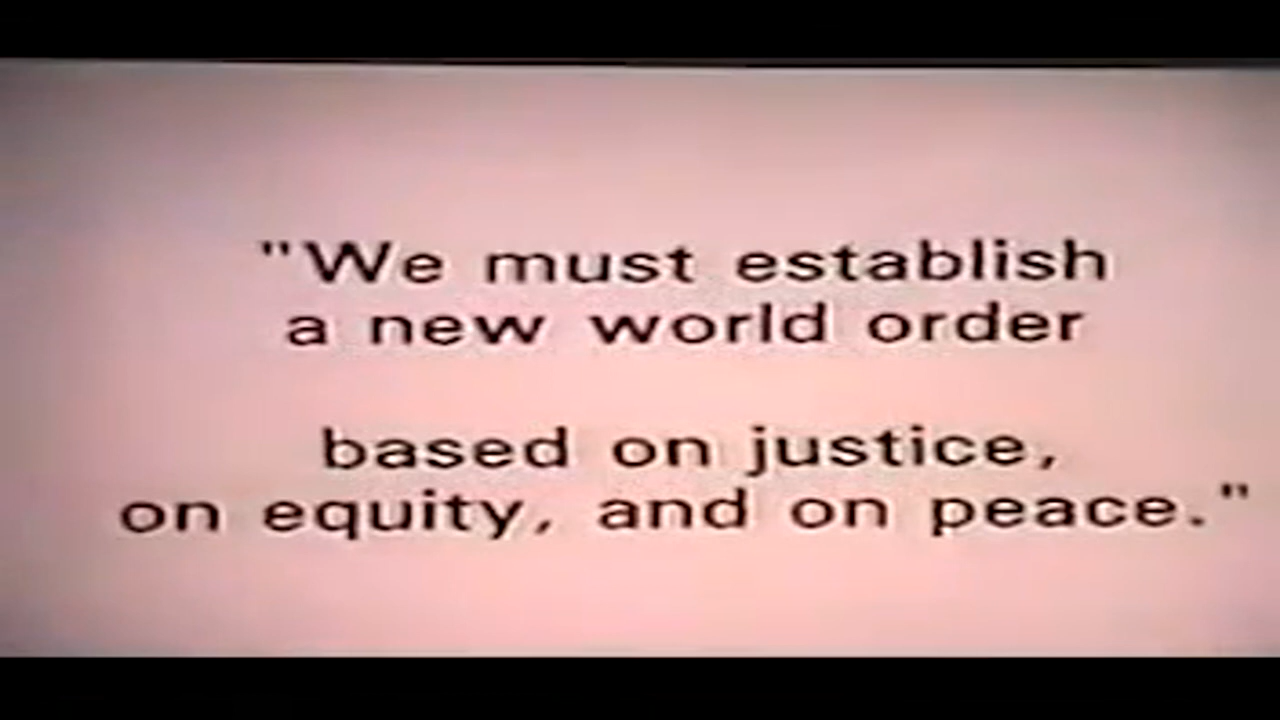 "We must establish
a new world order
based on justice,
on equity, and on peace."